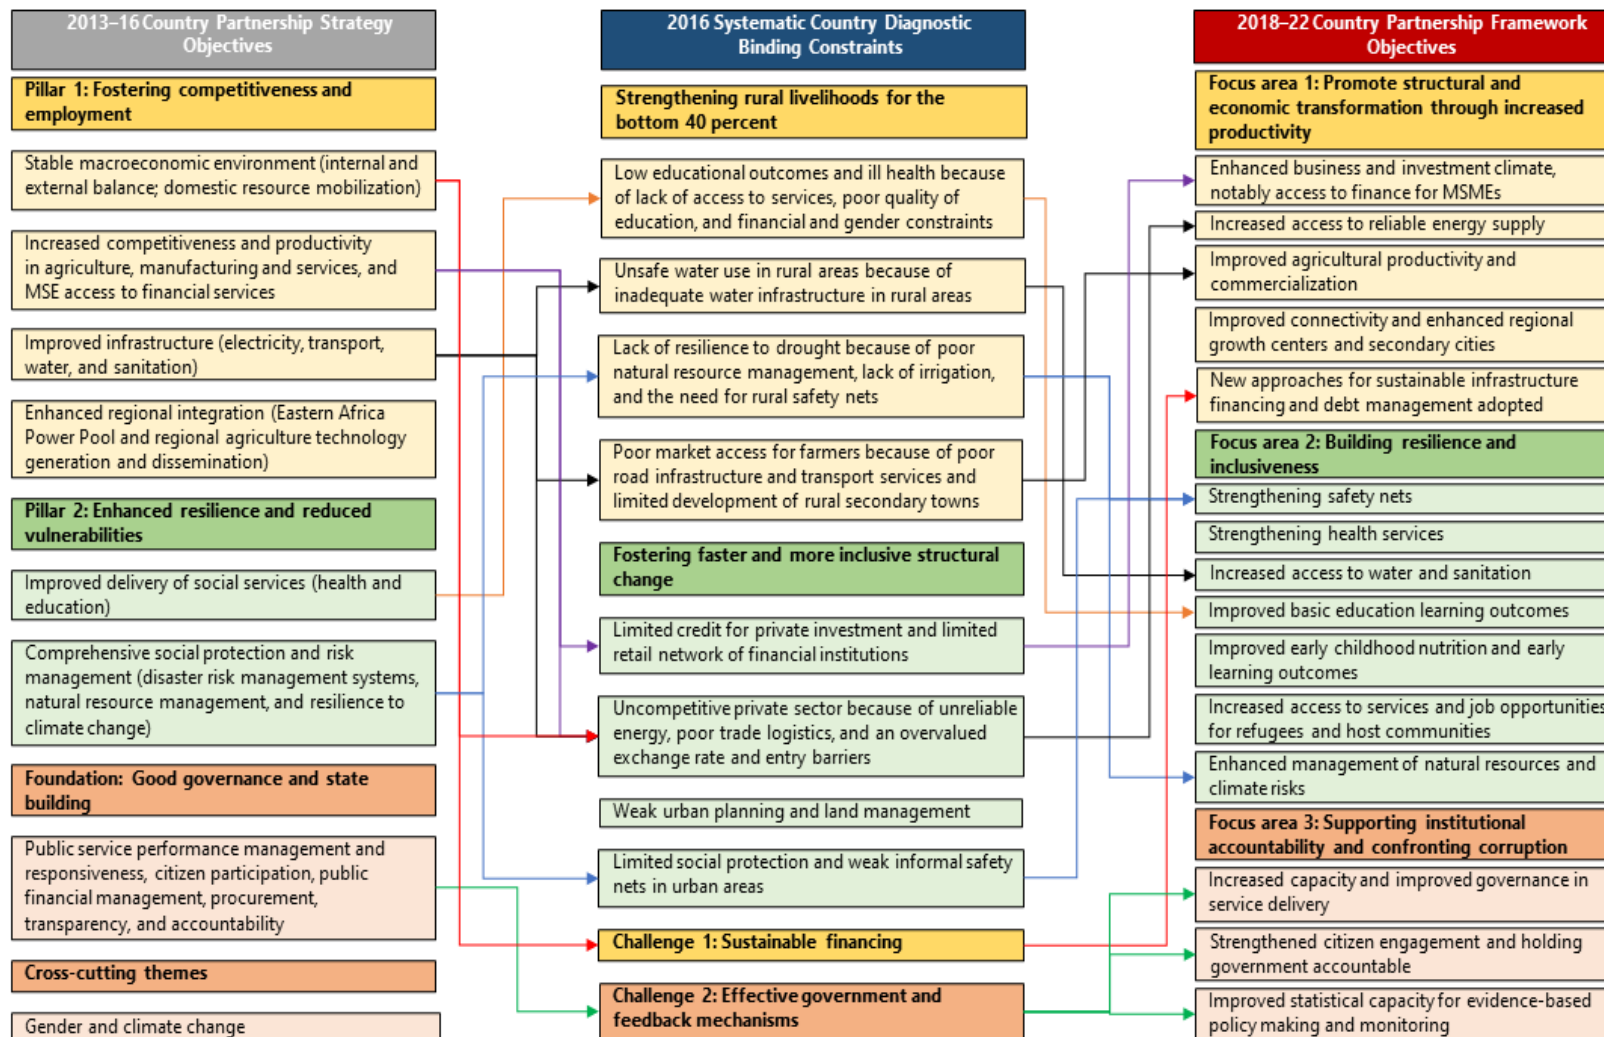 2013–16 Country Partnership Strategy
Objectives
Pillar 1: Fostering competitiveness and
employment
Stable macroeconomic environment (internal and
external balance; domestic resource mobilization)
Increased competitiveness and productivity
in agriculture, manufacturing and services, and
MSE access to financial services
Improved infrastructure (electricity, transport,
water, and sanitation)
Enhanced regional integration (Eastern Africa
Power Pool and regional agriculture technology
generation and dissemination)
Pillar 2: Enhanced resilience and reduced
vulnerabilities
Improved delivery of social services (health and
education)
Comprehensive social protection and risk
management (disaster risk management systems,
natural resource management, and resilience to
climate change)
Foundation: Good governance and state
building
Public service performance management and
responsiveness, citizen participation, public
financial management, procurement,
transparency, and accountability
Cross-cutting themes
Gender and climate change
2016 Systematic Country Diagnostic
Binding Constraints
Strengthening rural livelihoods for the
bottom 40 percent
Low educational outcomes and ill health because
of lack of access to services, poor quality of
education, and financial and gender constraints
Unsafe water use in rural areas because of
inadequate water infrastructure in rural areas
Lack of resilience to drought because of poor
natural resource management, lack of irrigation,
and the need for rural safety nets
Poor market access for farmers because of poor
road infrastructure and transport services and
limited development of rural secondary towns
Fostering faster and more inclusive structural
change
Limited credit for private investment and limited
retail network of financial institutions
Uncompetitive private sector because of unreliable
energy, poor trade logistics, and an overvalued
exchange rate and entry barriers
Weak urban planning and land management
Limited social protection and weak informal safety
nets in urban areas
Challenge 1: Sustainable financing
Challenge 2: Effective government and
feedback mechanisms
2018–22 Country Partnership Framework
Objectives
Focus area 1: Promote structural and
economic transformation through increased
productivity
Enhanced business and investment climate,
notably access to finance for MSMEs
Increased access to reliable energy supply
Improved agricultural productivity and
commercialization
Improved connectivity and enhanced regional
growth centers and secondary cities
New approaches for sustainable infrastructure
financing and debt management adopted
Focus area 2: Building resilience and
inclusiveness
Strengthening safety nets
Strengthening health services
Increased access to water and sanitation
Improved basic education learning outcomes
Improved early childhood nutrition and early
learning outcomes
Increased access to services and job opportunities
for refugees and host communities
Enhanced management of natural resources and
climate risks
Focus area 3: Supporting institutional
accountability and confronting corruption
Increased capacity and improved governance in
service delivery
Strengthened citizen engagement and holding
government accountable
Improved statistical capacity for evidence-based
policy making and monitoring